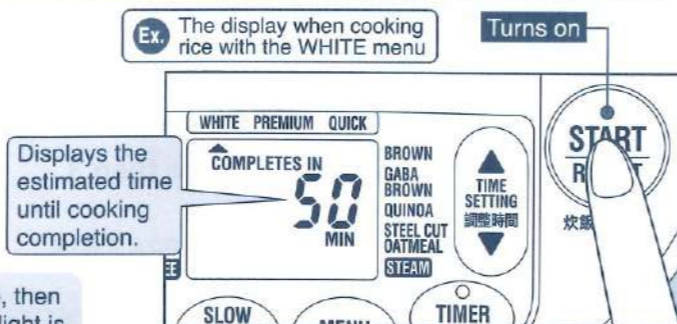 Ex. The display when cooking
rice with the WHITE menu
Turns on
WHITE PREMIUM QUICK
Displays the
estimated time
until cooking
completion.
COMPLETES IN
50
MIN
BROWN
GABA
BROWN
QUINOA
STEEL CUT
OATMEAL
STEAM
TIME
SETTING
調整時間
START
炊飯
, then
light is
SLOW
MENU
TIMER